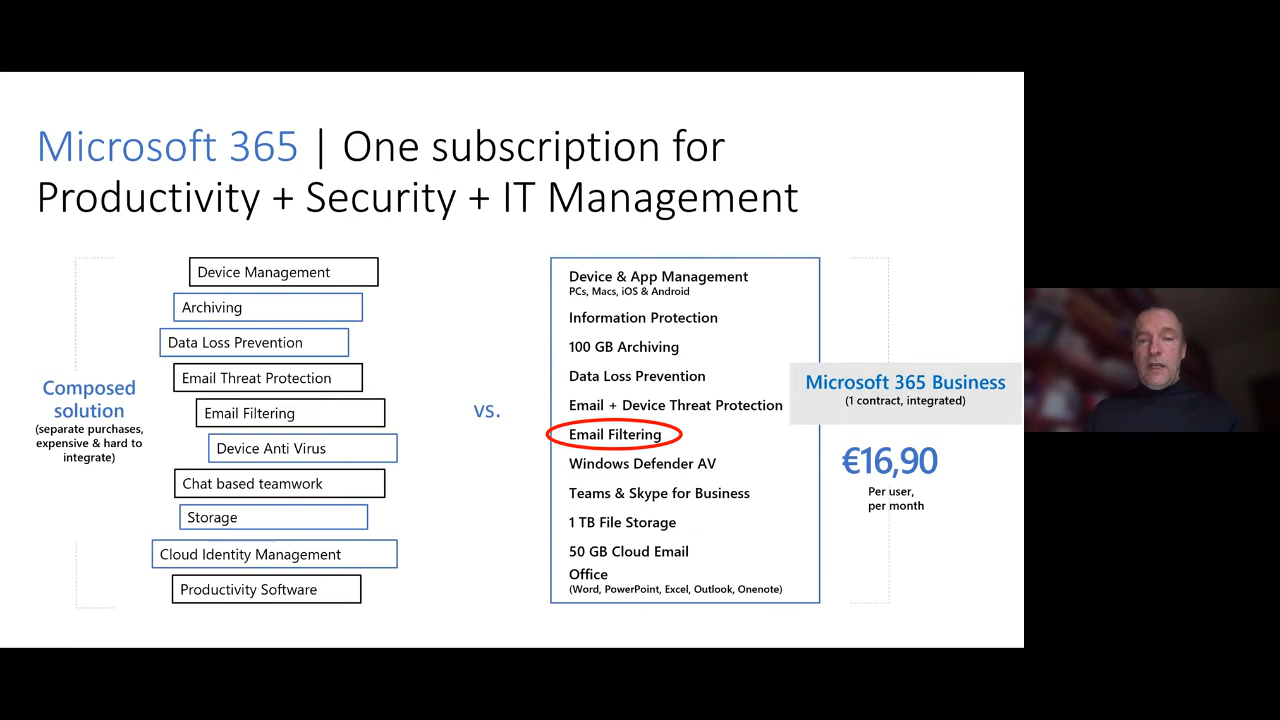 Microsoft 365 | One subscription for
Productivity + Security + IT Management
Composed
solution
(separate purchases,
expensive & hard to
integrate)
Device Management
Archiving
Data Loss Prevention
Email Threat Protection
Email Filtering
Device Anti Virus
Chat based teamwork
Storage
Cloud Identity Management
Productivity Software
vs.
Device & App Management
PCs, Macs, iOS & Android
Information Protection
100 GB Archiving
Data Loss Prevention
Email + Device Threat Protection
Email Filtering
Windows Defender AV
Teams & Skype for Business
1 TB File Storage
50 GB Cloud Email
Office
(Word, PowerPoint, Excel, Outlook, Onenote)
Microsoft 365 Business
(1 contract, integrated)
€16,90
Per user,
per month